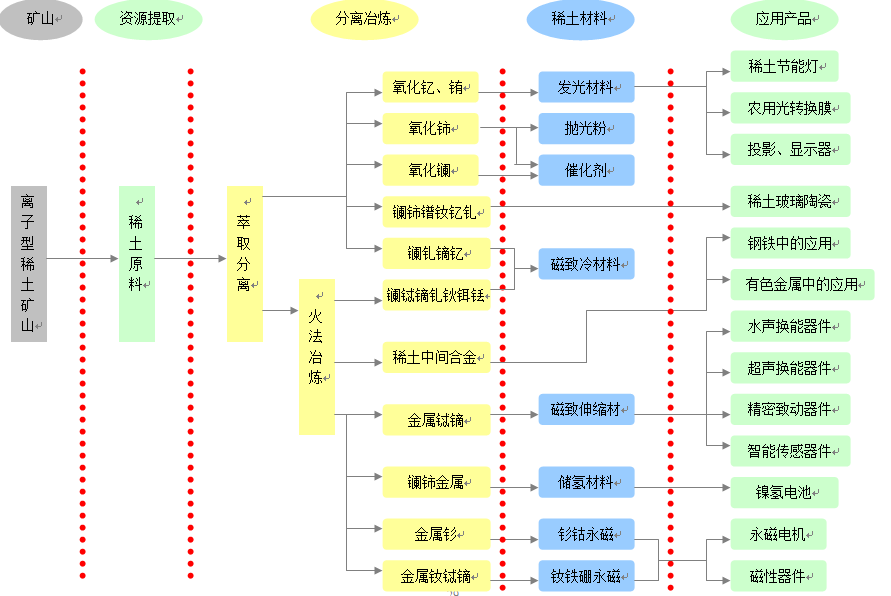 矿山
资源提取
分离冶炼
稀土材料
应用产品
离子型稀土矿山
稀土原料
萃取分离
火法冶炼
氧化钇、铕
氧化铈
氧化镧
镧铈镨钕钇钆
镧钆镝钇
镧铽镝钆钬铒铥
稀土中间合金
金属铽镝
镧铈金属
金属钐
金属钕铽镝
发光材料
抛光粉
催化剂
磁致冷材料
磁致伸缩材
储氢材料
钐钴永磁
钕铁硼永磁
稀土节能灯
农用光转换膜
投影、显示器
稀土玻璃陶瓷
钢铁中的应用
有色金属中的应用
水声换能器件
超声换能器件
精密致动器件
智能传感器件
镍氢电池
永磁电机
磁性器件